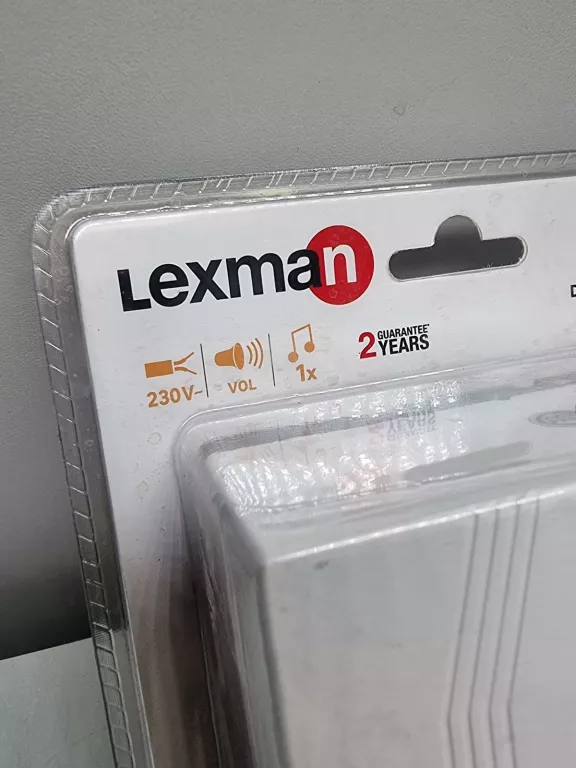 Lexman
230V~
VOL
1x
2 GUARANTEE*
YEARS
D